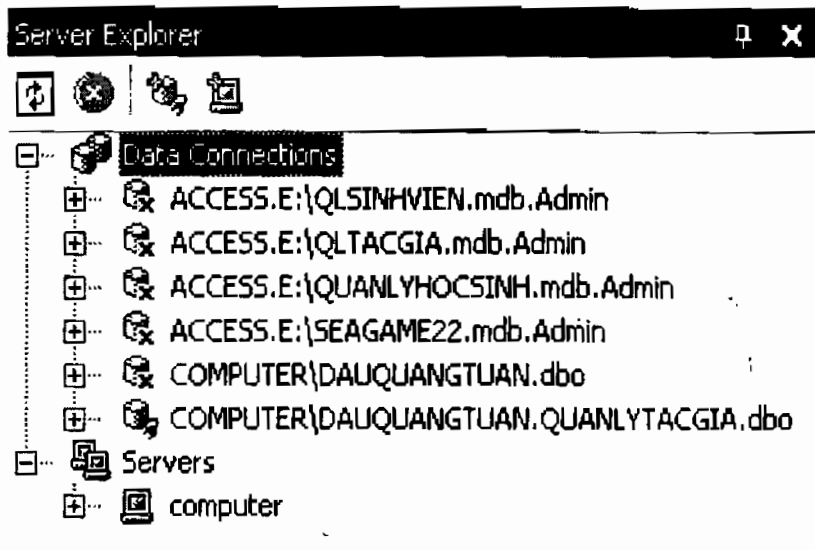 Server Explorer
Data Connections
ACCESS.E:\QLSINHVIEN.mdb.Admin
ACCESS.E:\QLTACGIA.mdb.Admin
ACCESS.E:\QUANLYHOCSINH.mdb.Admin
ACCESS.E:\SEAGAME22.mdb.Admin
COMPUTER\DAUQUANGTUAN.dbo
COMPUTER\DAUQUANGTUAN.QUANLYTACGIA.dbo
Servers
computer